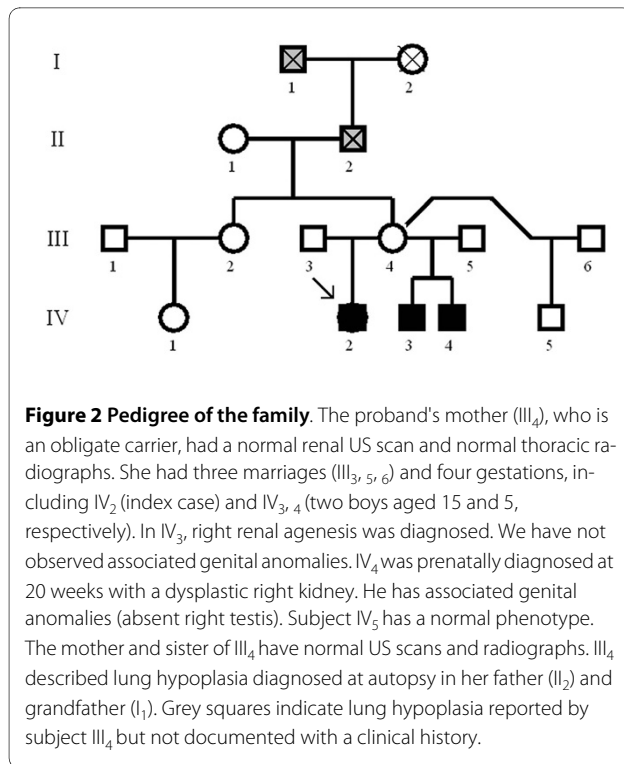 I
1
2
II
1
2
III
1
2
3
4
5
6
IV
1
2
3
4
5
Figure 2 Pedigree of the family. The proband's mother (III4), who is
an obligate carrier, had a normal renal US scan and normal thoracic ra-
diographs. She had three marriages (III3, 5, 6) and four gestations, in-
cluding IV2 (index case) and IV3, 4 (two boys aged 15 and 5,
respectively). In IV3, right renal agenesis was diagnosed. We have not
observed associated genital anomalies. IV4 was prenatally diagnosed at
20 weeks with a dysplastic right kidney. He has associated genital
anomalies (absent right testis). Subject IV5 has a normal phenotype.
The mother and sister of III4 have normal US scans and radiographs. III4
described lung hypoplasia diagnosed at autopsy in her father (II2) and
grandfather (I1). Grey squares indicate lung hypoplasia reported by
subject III4 but not documented with a clinical history.